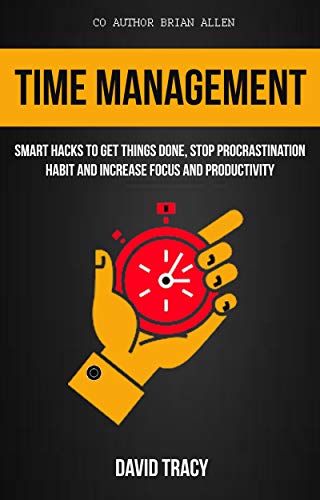 CO AUTHOR BRIAN ALLEN
TIME MANAGEMENT
SMART HACKS TO GET THINGS DONE, STOP PROCRASTINATION
HABIT AND INCREASE FOCUS AND PRODUCTIVITY
DAVID TRACY